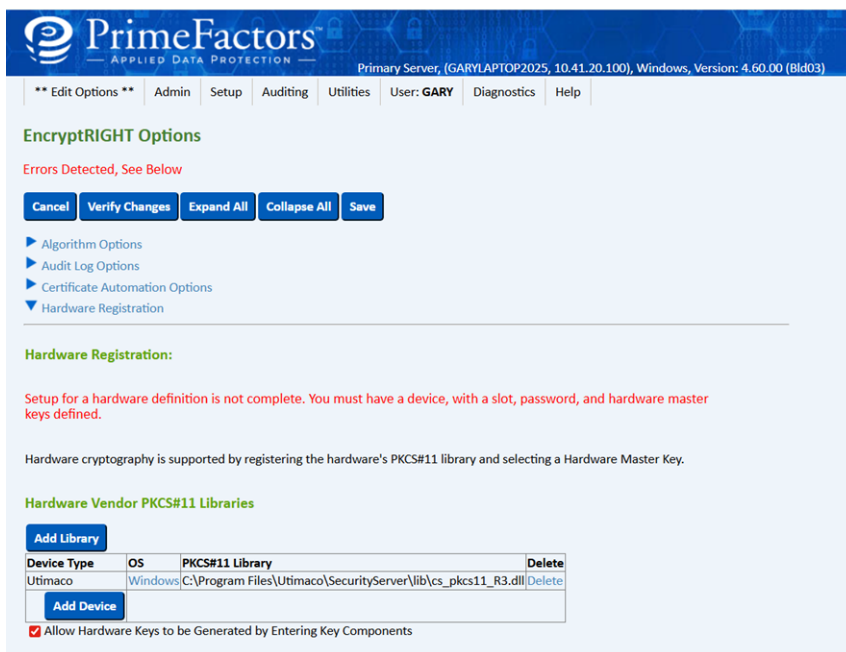 PrimeFactors™
APPLIED DATA PROTECTION
Primary Server, (GARYLAPTOP2025, 10.41.20.100), Windows, Version: 4.60.00 (Bld03)
** Edit Options ** Admin Setup Auditing Utilities User: GARY Diagnostics Help
EncryptRIGHT Options
Errors Detected, See Below
Cancel Verify Changes Expand All Collapse All Save
Algorithm Options
Audit Log Options
Certificate Automation Options
Hardware Registration
Hardware Registration:
Setup for a hardware definition is not complete. You must have a device, with a slot, password, and hardware master
keys defined.
Hardware cryptography is supported by registering the hardware's PKCS#11 library and selecting a Hardware Master Key.
Hardware Vendor PKCS#11 Libraries
Add Library
Device Type OS PKCS#11 Library Delete
Utimaco Windows C:\Program Files\Utimaco\SecurityServer\lib\cs_pkcs11_R3.dll Delete
Add Device
Allow Hardware Keys to be Generated by Entering Key Components